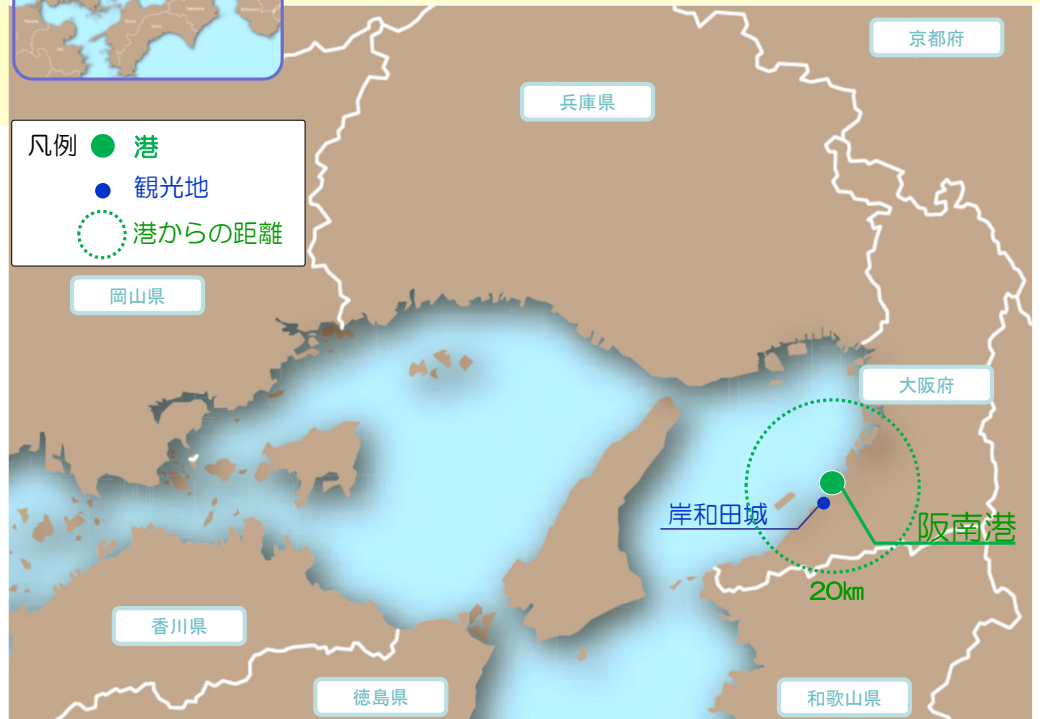 京都府
兵庫県
凡例
港
観光地
港からの距離
岡山県
大阪府
岸和田城
阪南港
20km
香川県
徳島県
和歌山県